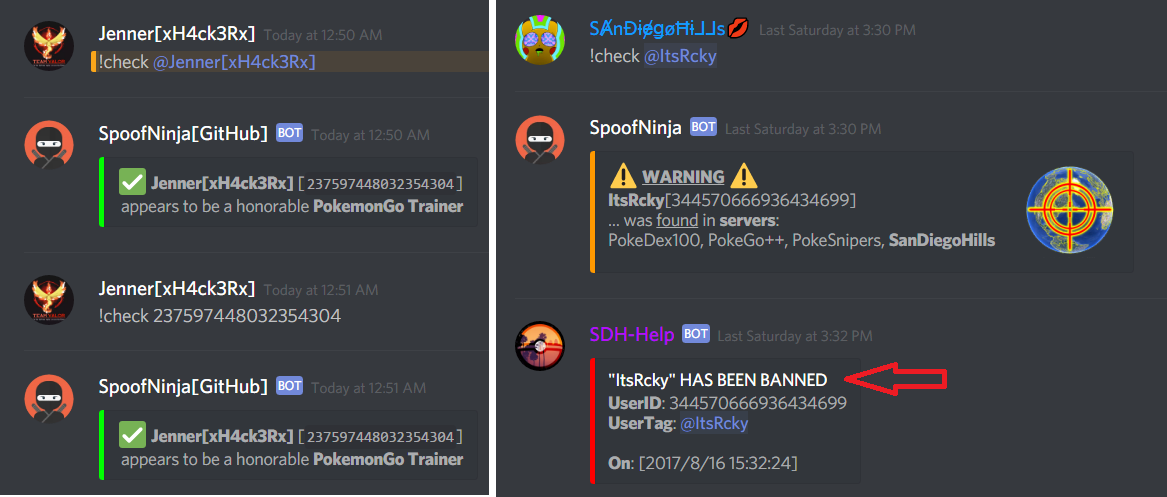 Jenner[xH4ck3Rx] Today at 12:50 AM
!check @Jenner[xH4ck3Rx]
SpoofNinja[GitHub] BOT Today at 12:50 AM
Jenner[xH4ck3Rx] [237597448032354304]
appears to be a honorable PokemonGo Trainer
Jenner[xH4ck3Rx] Today at 12:51 AM
!check 237597448032354304
SpoofNinja[GitHub] BOT Today at 12:51 AM
Jenner[xH4ck3Rx] [237597448032354304]
appears to be a honorable PokemonGo Trainer
Last Saturday at 3:30 PM
!check @ItsRcky
SpoofNinja BOT Last Saturday at 3:30 PM
⚠️ WARNING ⚠️
ItsRcky[344570666936434699]
... was found in servers:
PokeDex100, PokeGo++, PokeSnipers, SanDiegoHills
SDH-Help BOT Last Saturday at 3:32 PM
"ItsRcky" HAS BEEN BANNED
UserID: 344570666936434699
UserTag: @ItsRcky
On: [2017/8/16 15:32:24]